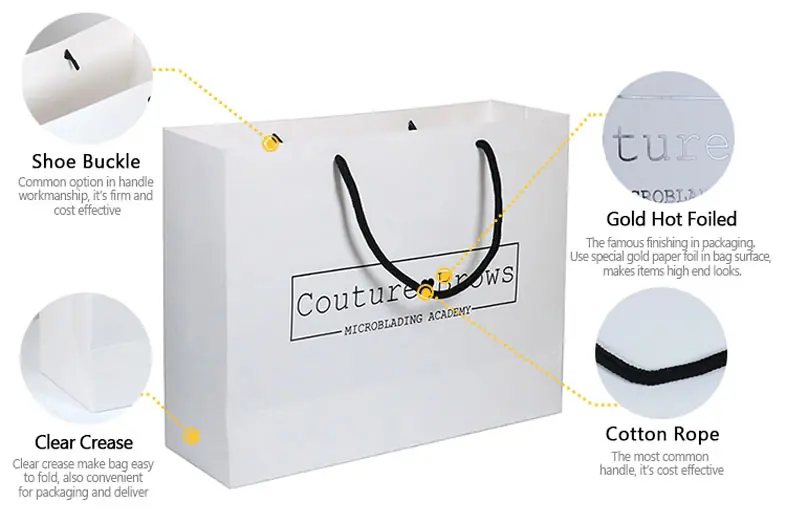 Shoe Buckle
Common option in handle
workmanship, it's firm and
cost effective
Clear Crease
Clear crease make bag easy
to fold, also convenient
for packaging and deliver
Couture Brows
MICROBLADING ACADEMY
ture
ROBLA
Gold Hot Foiled
The famous finishing in packaging.
Use special gold paper foil in bag surface,
makes items high end looks.
Cotton Rope
The most common
handle, it's cost effective